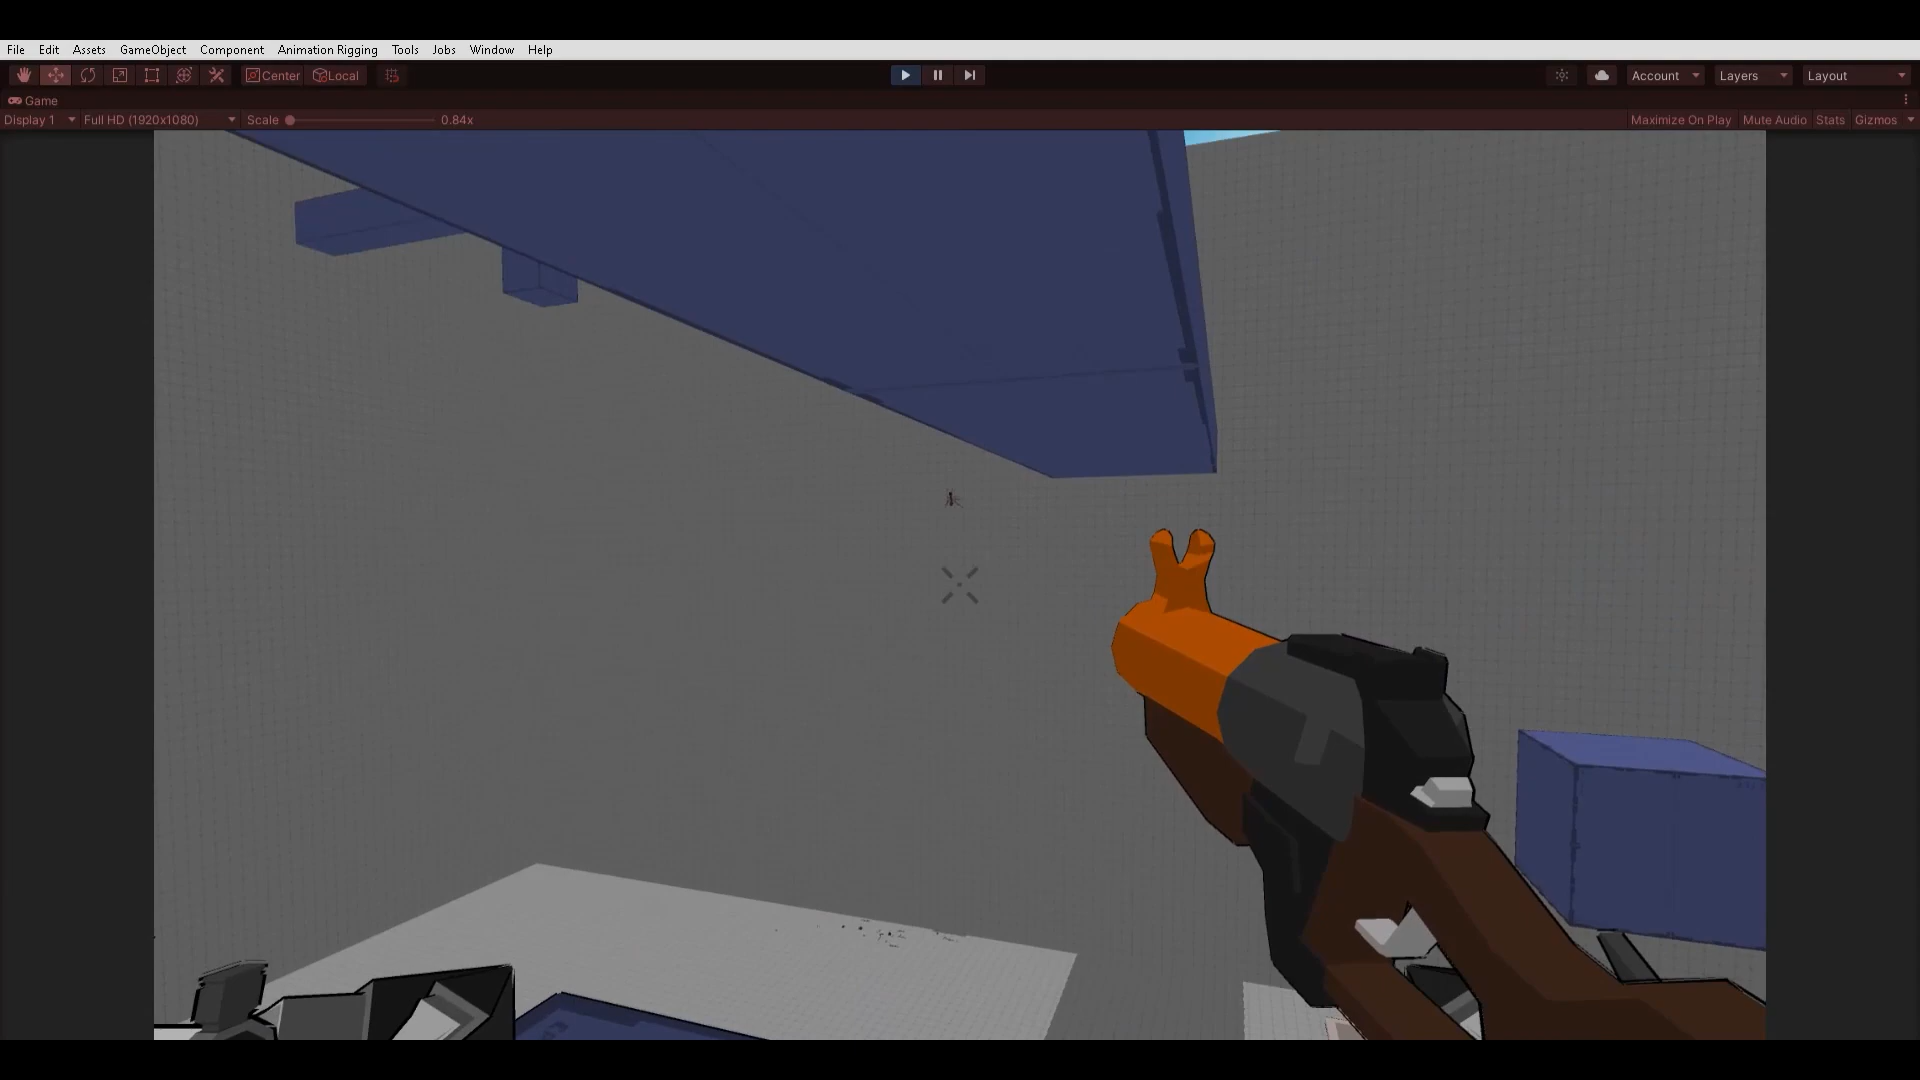 File Edit Assets GameObject Component Animation Rigging Tools Jobs Window Help
Center Local Account Layers Layout
Game
Display 1 Full HD (1920x1080) Scale 0.84x Maximize On Play Mute Audio Stats Gizmos